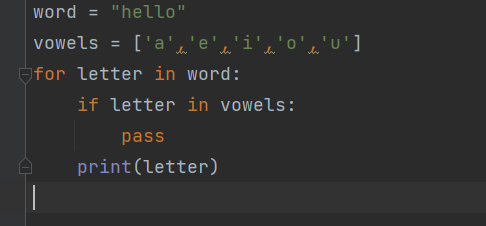 word = "hello"
vowels = ['a','e','i','o','u']
for letter in word:
    if letter in vowels:
        pass
    print(letter)